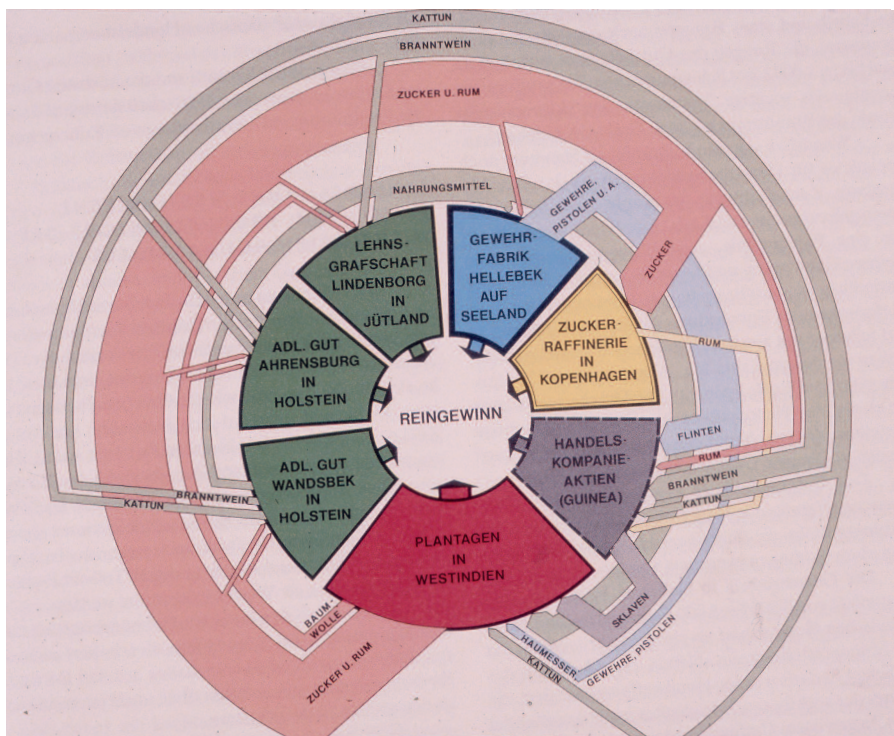 KATTUN
BRANNTWEIN
ZUCKER U. RUM
NAHRUNGSMITTEL
GEWEHRE,
PISTOLEN U. A.
ZUCKER
LEHNS-
GRAFSCHAFT
LINDENBORG
IN
JÜTLAND
GEWEHR-
FABRIK
HELLEBEK
AUF
SEELAND
ZUCKER-
RAFFINERIE
IN
KOPENHAGEN
RUM
ADL. GUT
AHRENSBURG
IN
HOLSTEIN
REINGEWINN
HANDELS-
KOMPANIE-
AKTIEN
(GUINEA)
FLINTEN
RUM
BRANNTWEIN
KATTUN
ADL. GUT
WANDSBEK
IN
HOLSTEIN
BRANNTWEIN
KATTUN
PLANTAGEN
IN
WESTINDIEN
BAUM-
WOLLE
ZUCKER U. RUM
SKLAVEN
HAUMESSER,
GEWEHRE, PISTOLEN
KATTUN